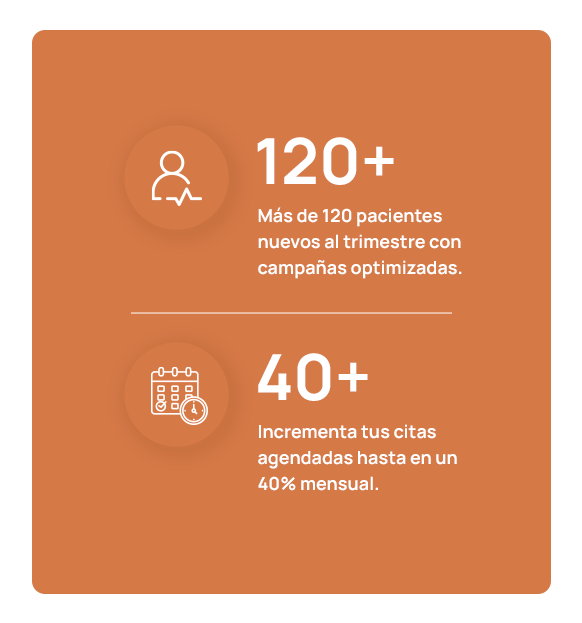 120+
Más de 120 pacientes
nuevos al trimestre con
campañas optimizadas.
40+
Incrementa tus citas
agendadas hasta en un
40% mensual.